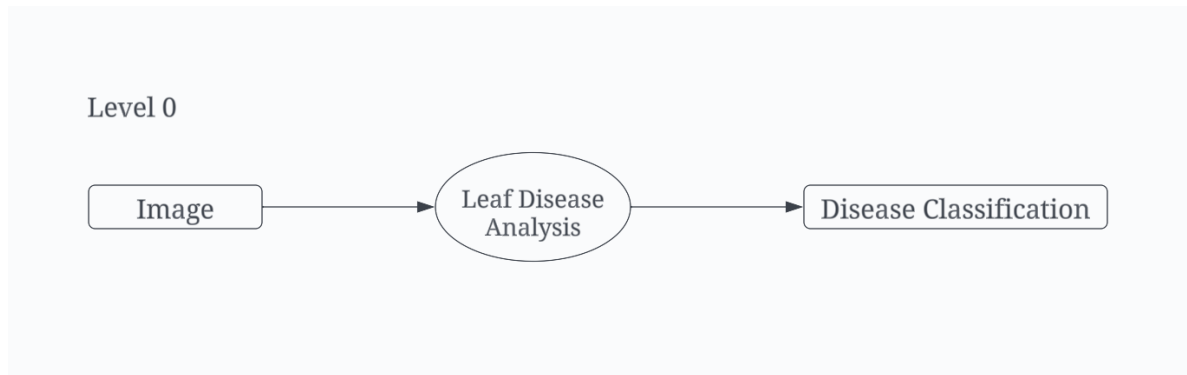 Level 0
Image
Leaf Disease
Analysis
Disease Classification